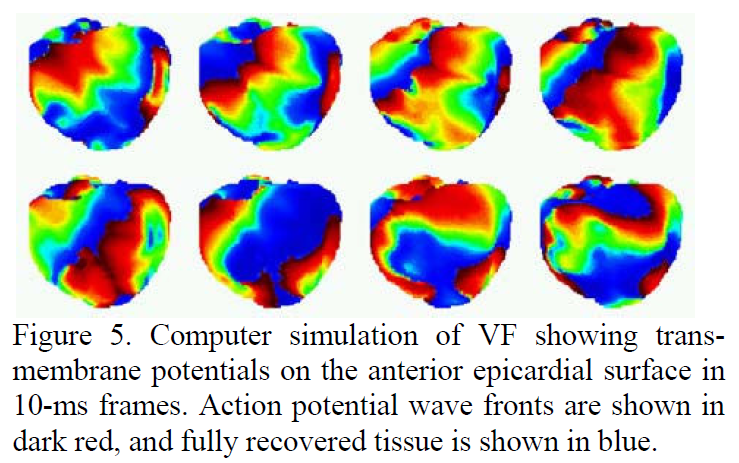 Figure 5. Computer simulation of VF showing trans-
membrane potentials on the anterior epicardial surface in
10-ms frames. Action potential wave fronts are shown in
dark red, and fully recovered tissue is shown in blue.